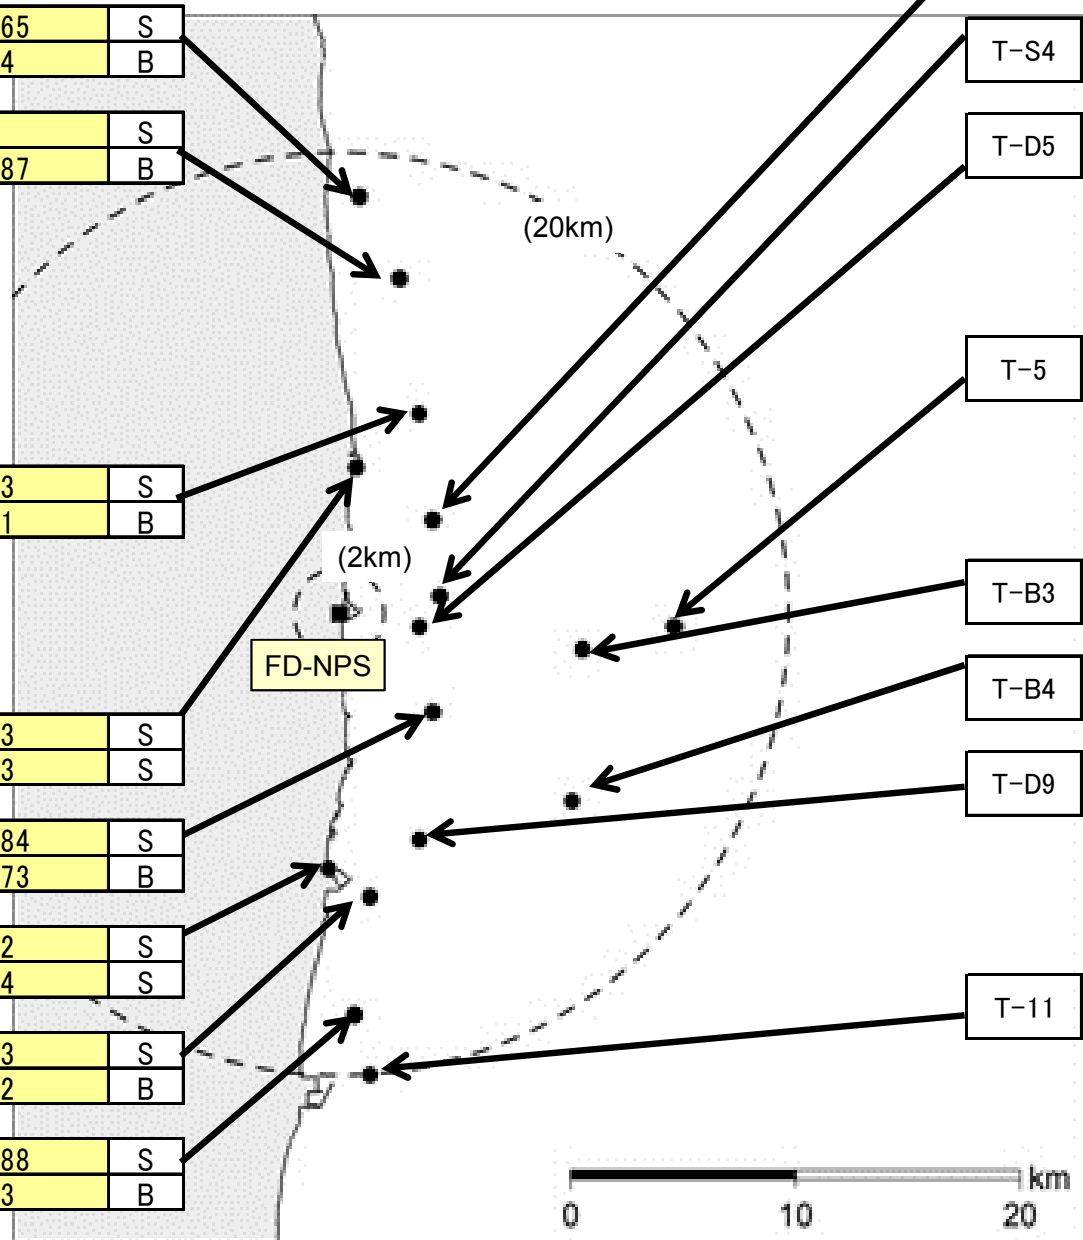 65 S
4 B
S
87 B
3 S
1 B
3 S
3 S
84 S
73 B
2 S
4 S
3 S
2 B
88 S
3 B
(20km)
(2km)
FD-NPS
T-S4
T-D5
T-5
T-B3
T-B4
T-D9
T-11
km
0 10 20